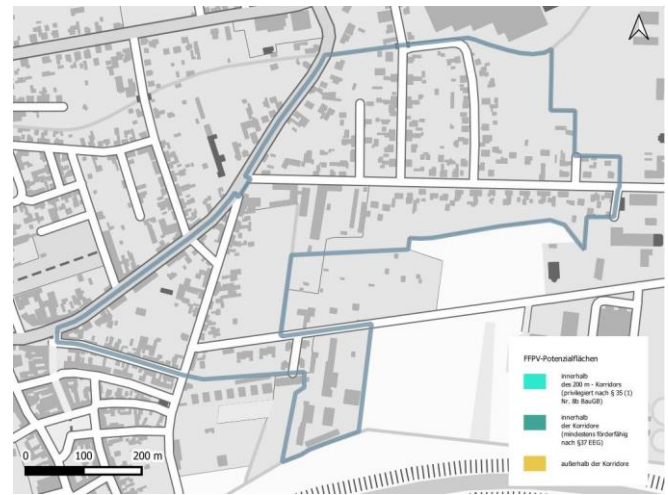 FFPV-Potenzialflächen
innerhalb
des 200 m - Korridors
(privilegiert nach § 35 (1)
Nr. 8b BauGB)
innerhalb
der Korridore
(mindestens förderfähig
nach §37 EEG)
außerhalb der Korridore
0 100 200 m